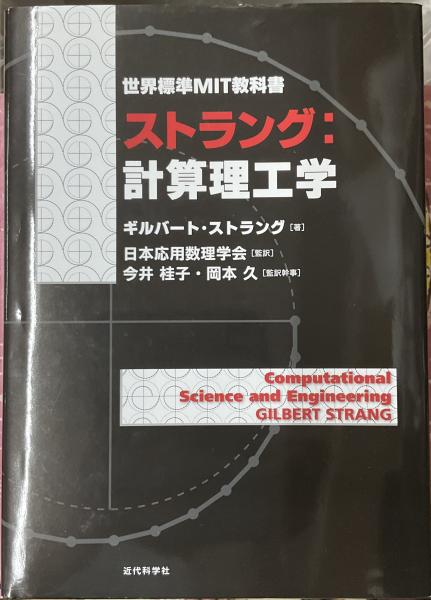 世界標準MIT教科書
ストラング:
計算理工学
ギルバート・ストラング [著]
日本応用数理学会 [監訳]
今井 桂子・岡本 久 [監訳幹事]
Computational
Science and Engineering
GILBERT STRANG
近代科学社